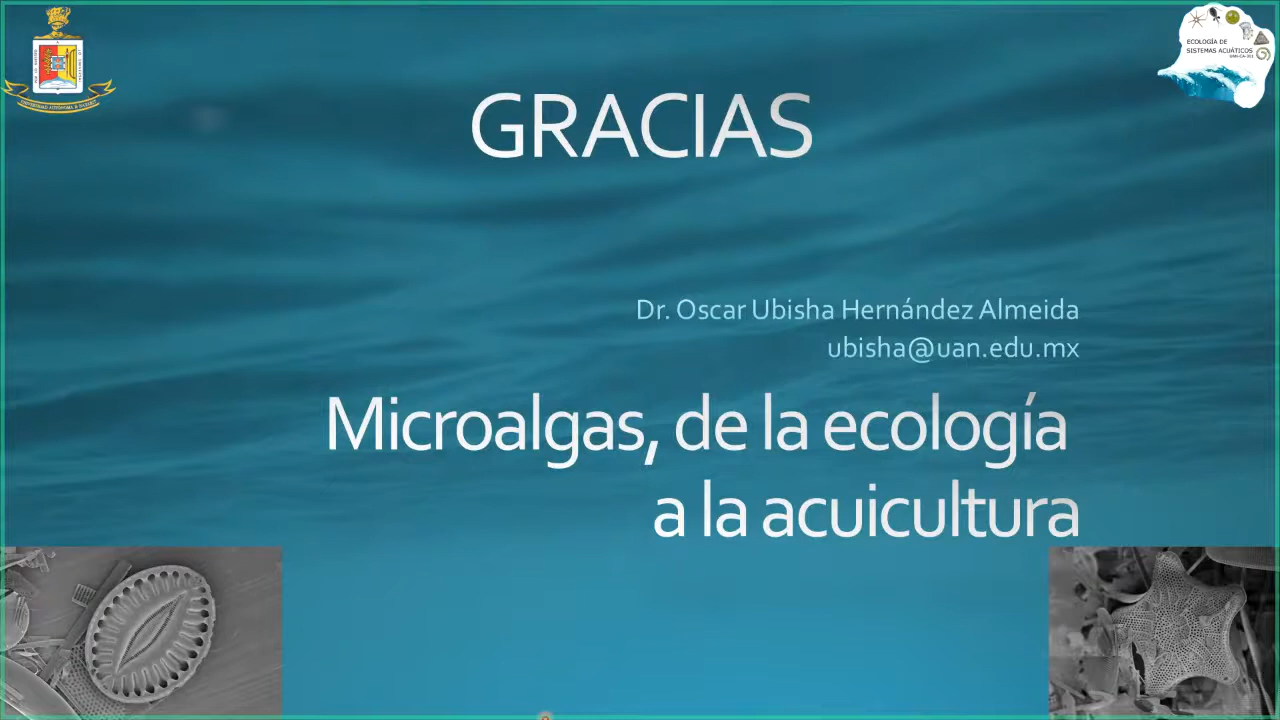 ECOLOGÍA DE
SISTEMAS ACUÁTICOS
GRACIAS
Dr. Oscar Ubisha Hernández Almeida
ubisha@uan.edu.mx
Microalgas, de la ecología
a la acuicultura